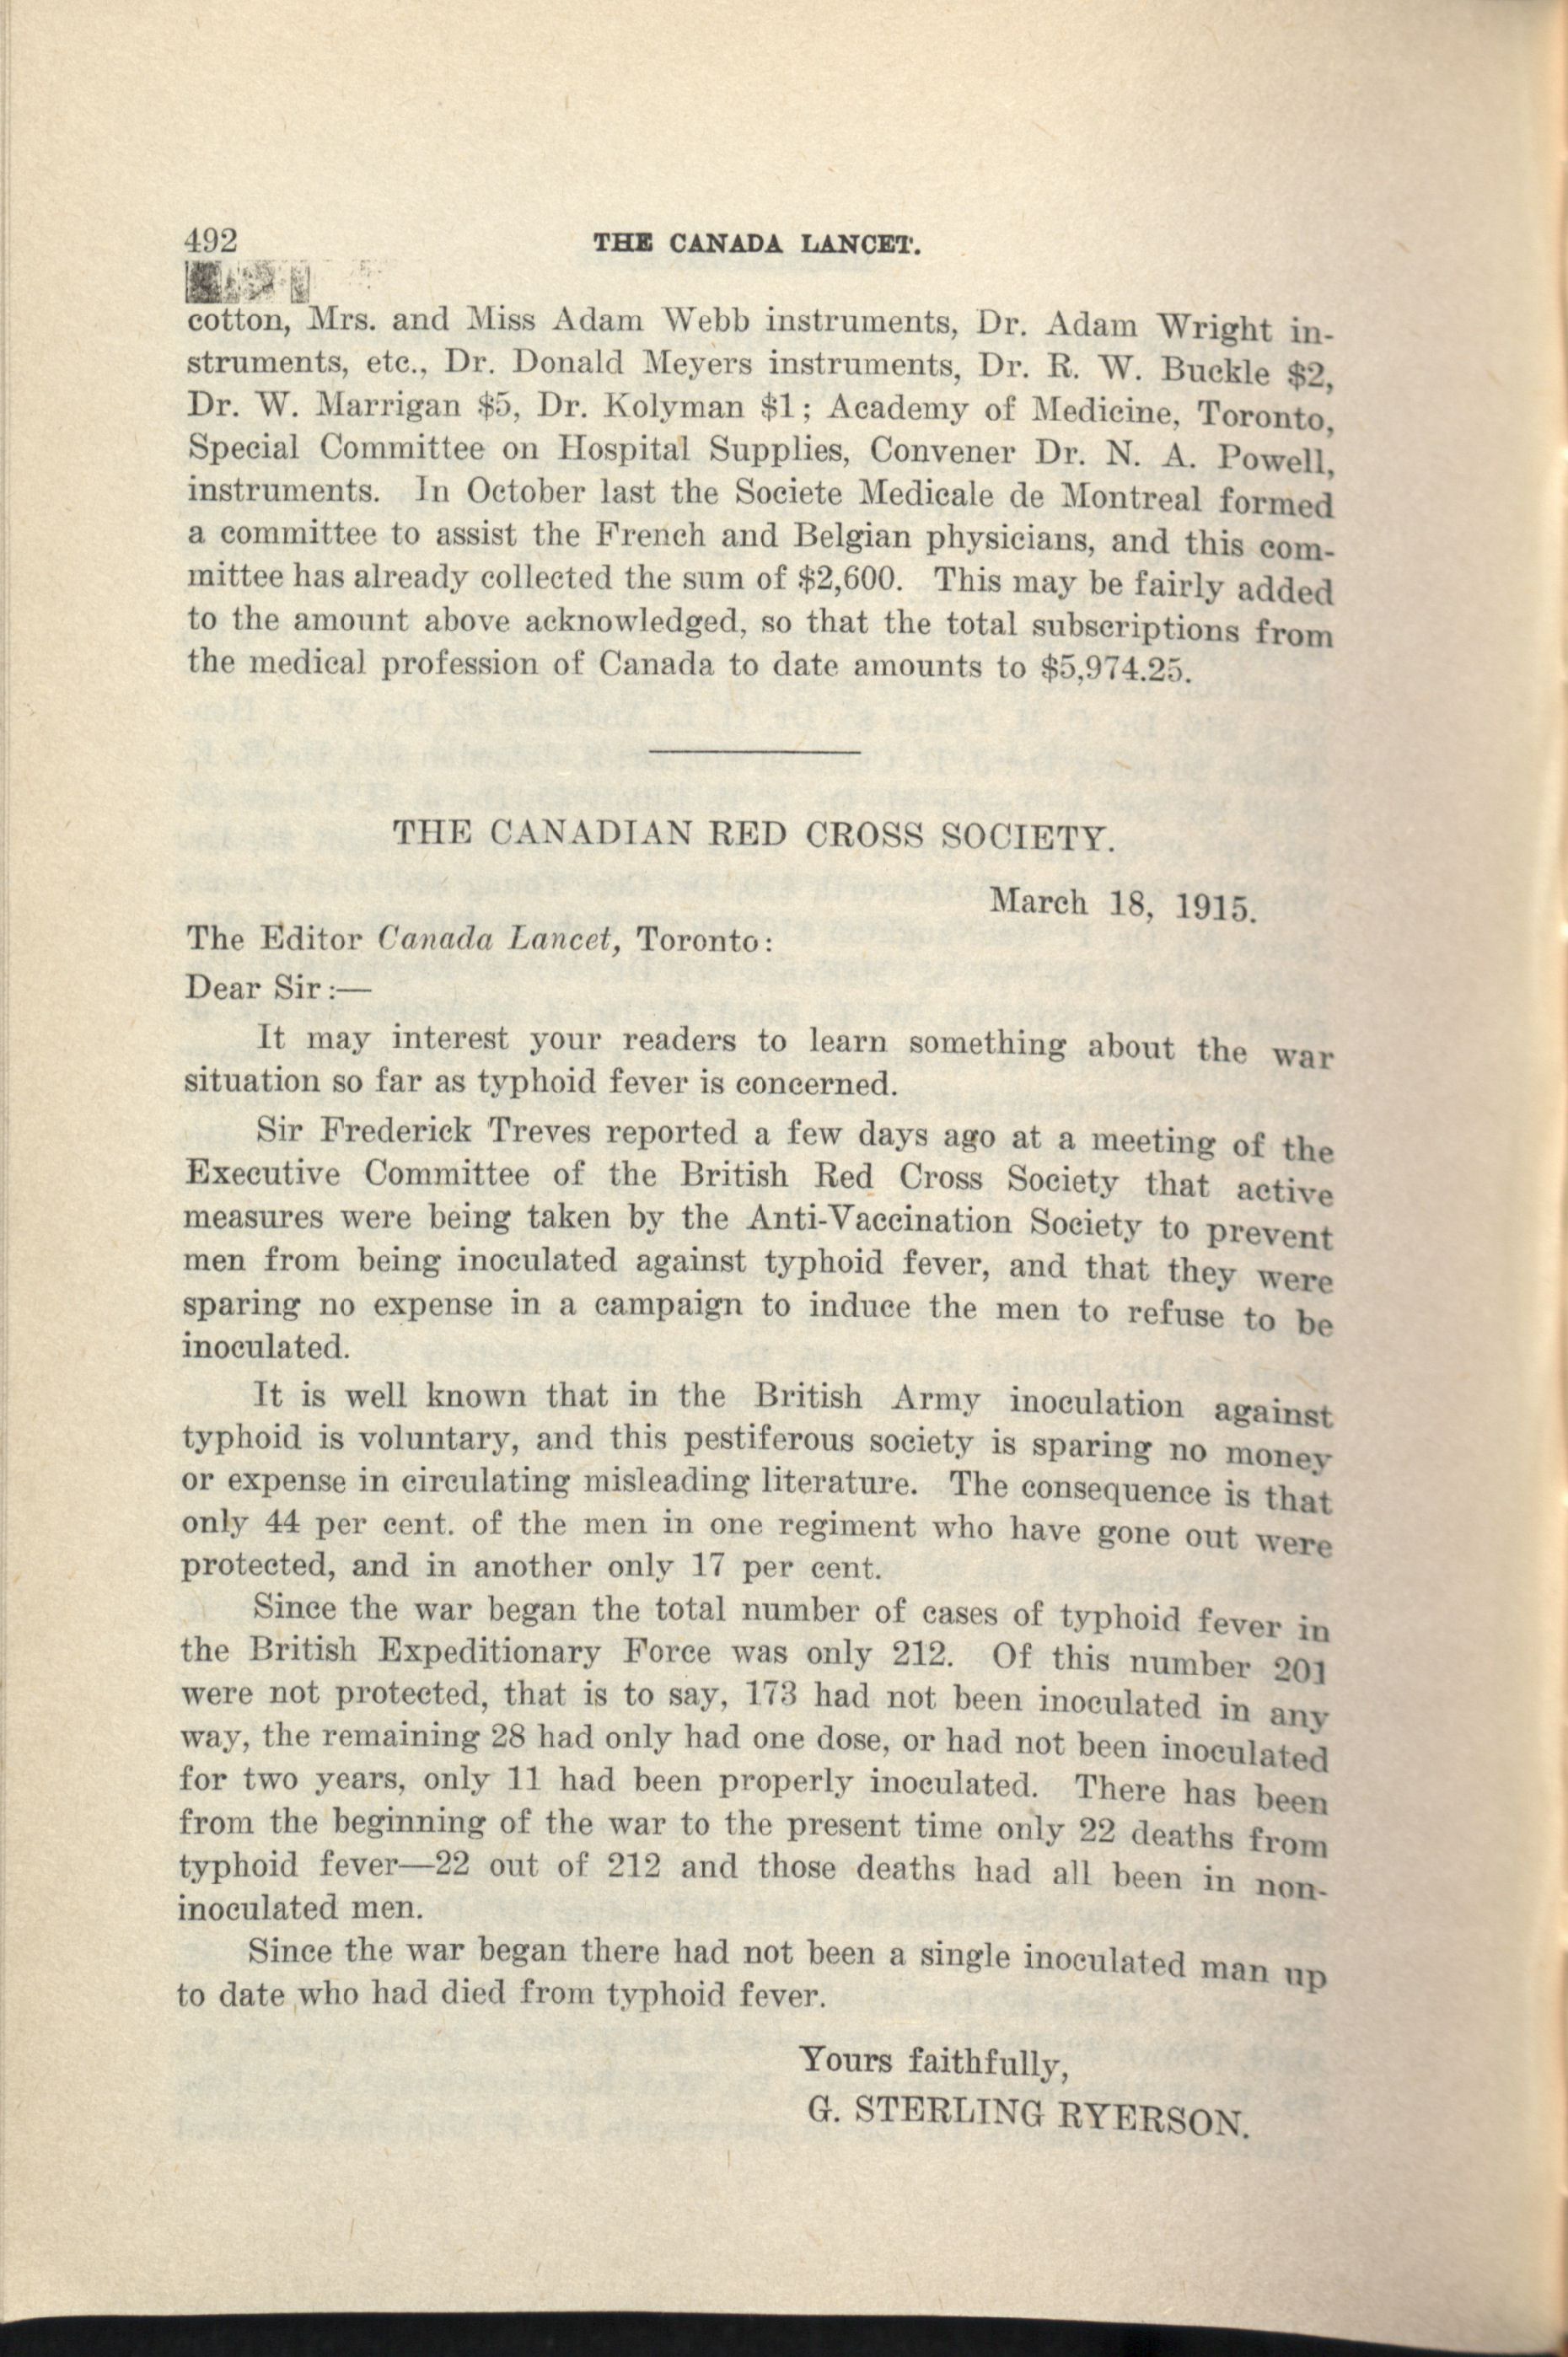 492
THE CANADA LANCET.
cotton, Mrs. and Miss Adam Webb instruments, Dr. Adam Wright in-
struments, etc., Dr. Donald Meyers instruments, Dr. R. W. Buckle $2,
Dr. W. Marrigan $5, Dr. Kolyman $1; Academy of Medicine, Toronto,
Special Committee on Hospital Supplies, Convener Dr. N. A. Powell,
instruments. In October last the Societe Medicale de Montreal formed
a committee to assist the French and Belgian physicians, and this com-
mittee has already collected the sum of $2,600. This may be fairly added
to the amount above acknowledged, so that the total subscriptions from
the medical profession of Canada to date amounts to $5,974.25.
THE CANADIAN RED CROSS SOCIETY.
March 18, 1915.
The Editor Canada Lancet, Toronto:
Dear Sir:—
It may interest your readers to learn something about the war
situation so far as typhoid fever is concerned.
Sir Frederick Treves reported a few days ago at a meeting of the
Executive Committee of the British Red Cross Society that active
measures were being taken by the Anti-Vaccination Society to prevent
men from being inoculated against typhoid fever, and that they were
sparing no expense in a campaign to induce the men to refuse to be
inoculated.
It is well known that in the British Army inoculation against
typhoid is voluntary, and this pestiferous society is sparing no money
or expense in circulating misleading literature. The consequence is that
only 44 per cent. of the men in one regiment who have gone out were
protected, and in another only 17 per cent.
Since the war began the total number of cases of typhoid fever in
the British Expeditionary Force was only 212. Of this number 201
were not protected, that is to say, 173 had not been inoculated in any
way, the remaining 28 had only had one dose, or had not been inoculated
for two years, only 11 had been properly inoculated. There has been
from the beginning of the war to the present time only 22 deaths from
typhoid fever—22 out of 212 and those deaths had all been in non-
inoculated men.
Since the war began there had not been a single inoculated man up
to date who had died from typhoid fever.
Yours faithfully,
G. STERLING RYERSON.